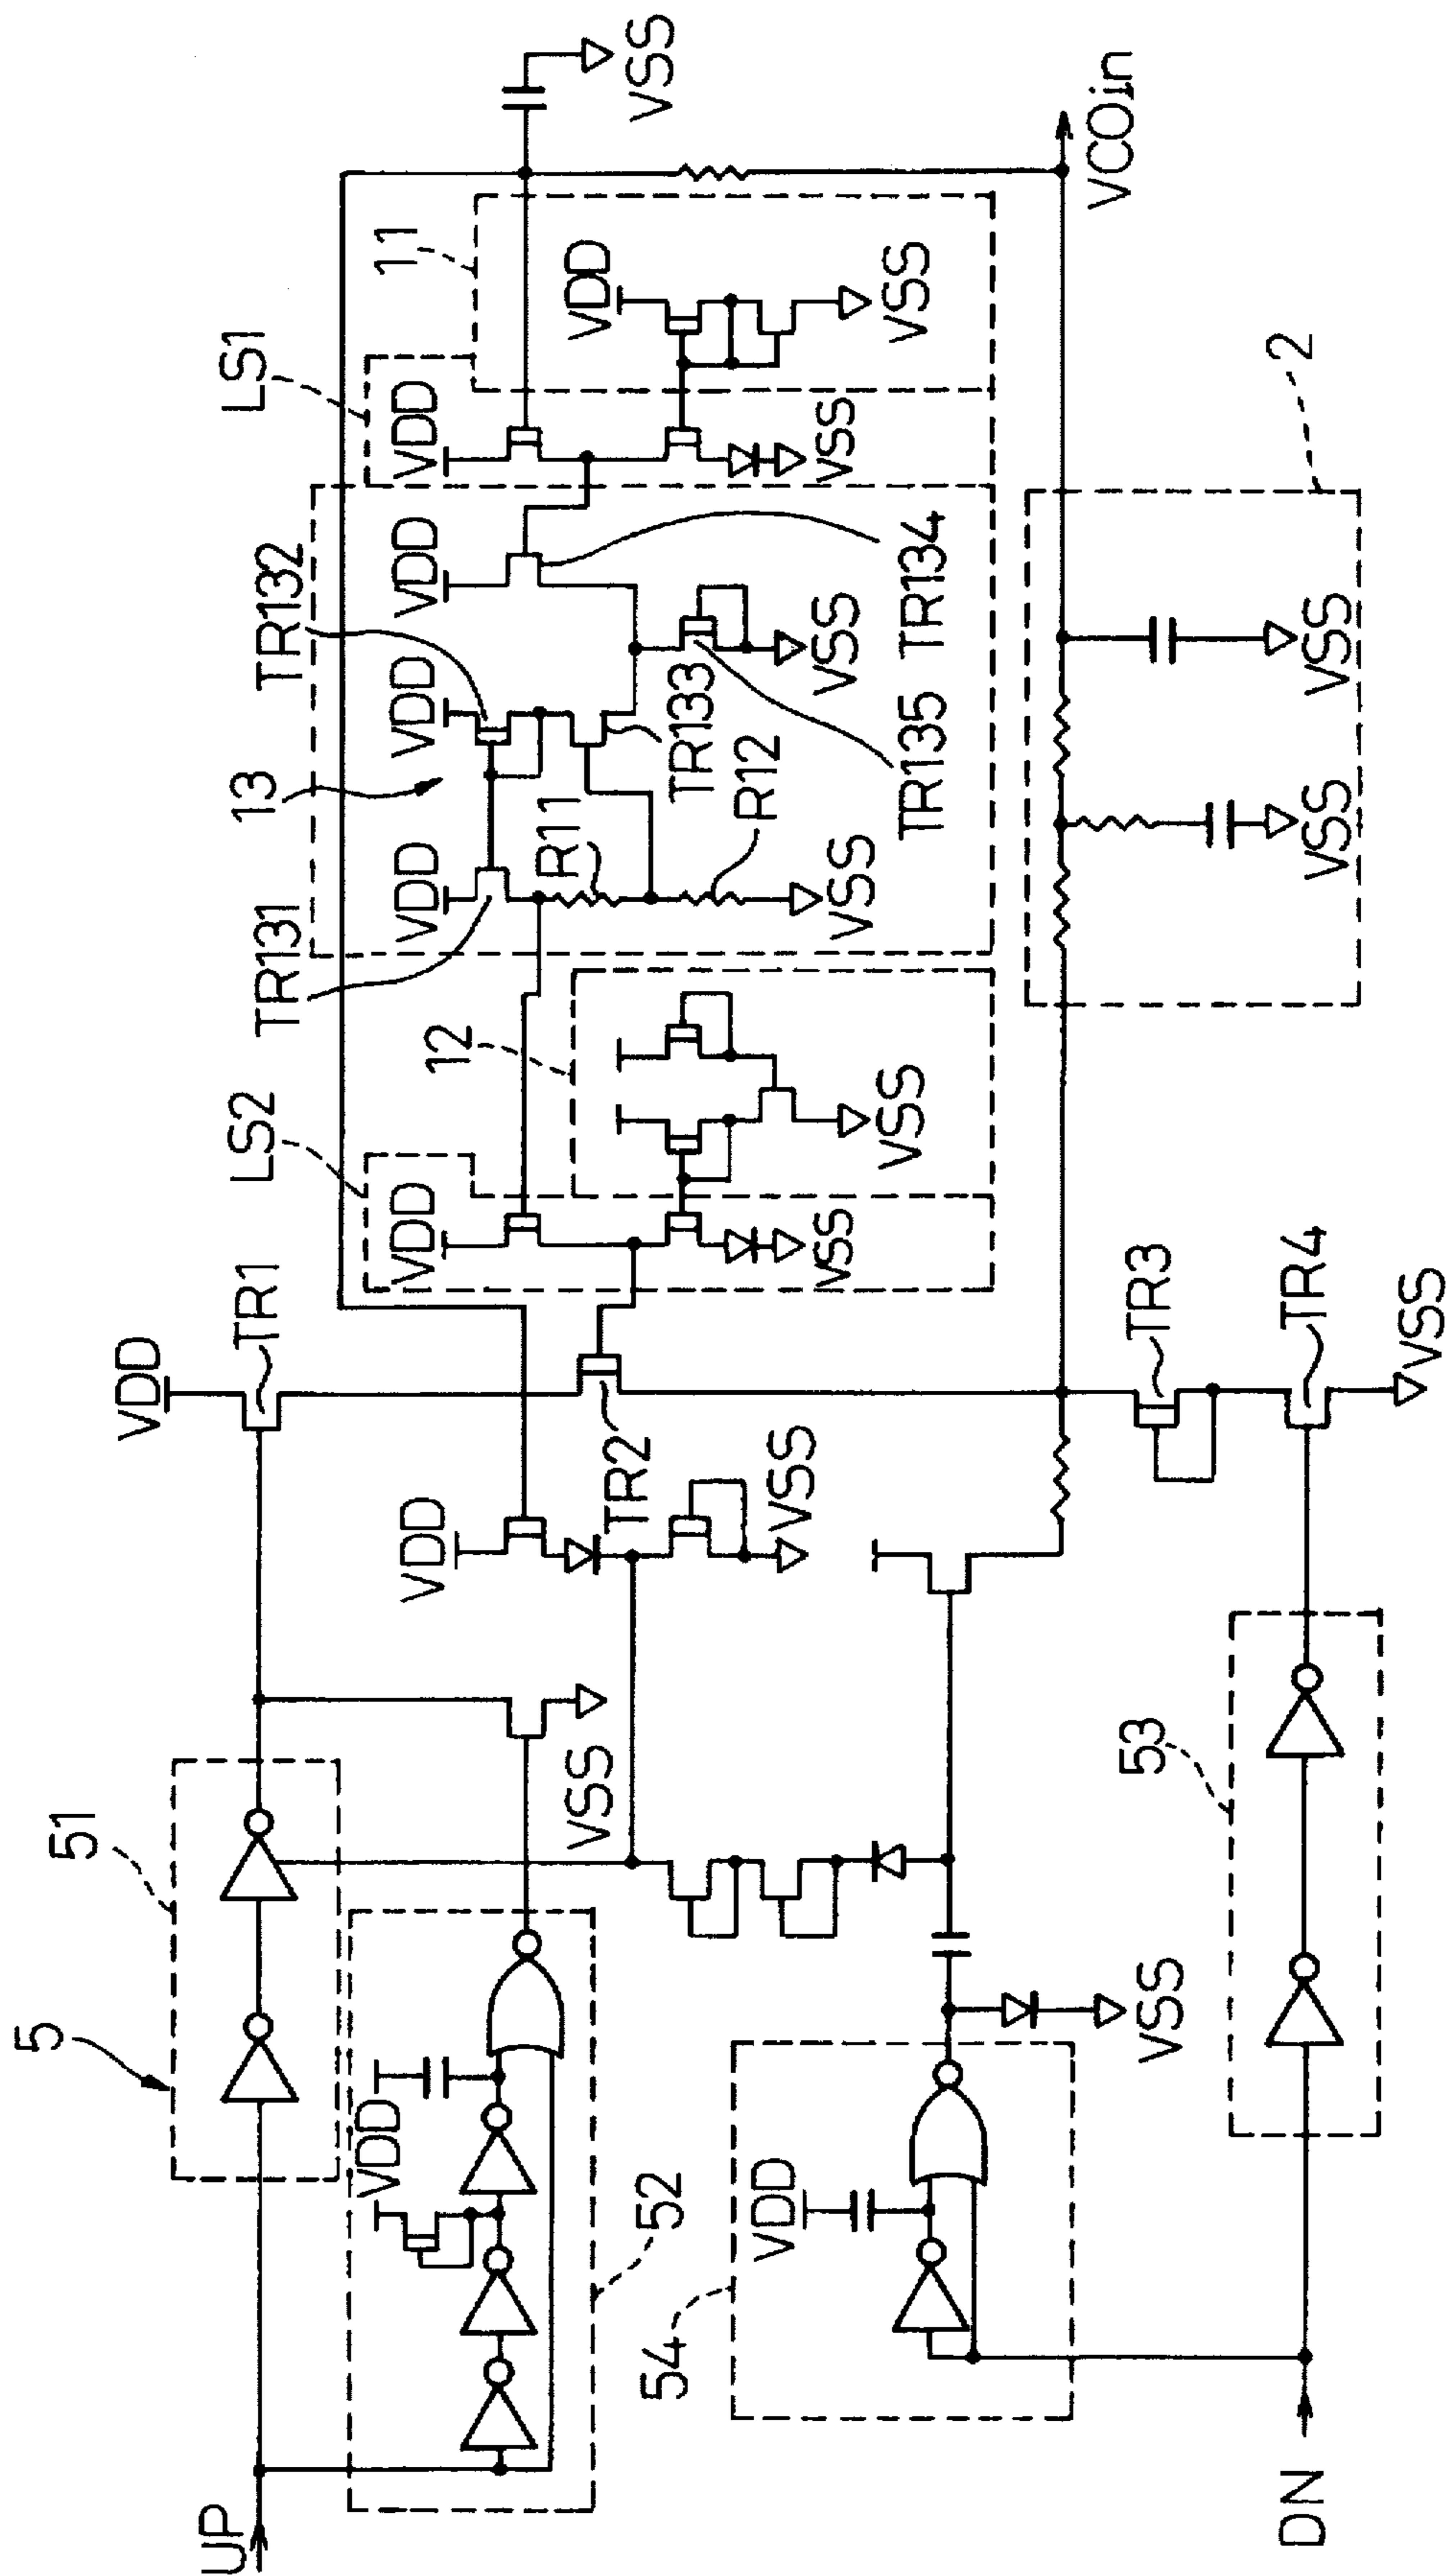 5
51
VDD
UP
TR1
LS2
LS1
TR131
13
TR132
VDD
11
VDD
VDD
VDD
VDD
VDD
VDD
12
R11
VDD
VSS
TR2
VSS
52
54
TR133
R12
VSS
VDD
VSS
VSS
VSS
VSS
VSS
VSS
TR135
TR134
VSS
VCOin
53
VSS
TR3
DN
TR4
2
VSS
VSS
VSS